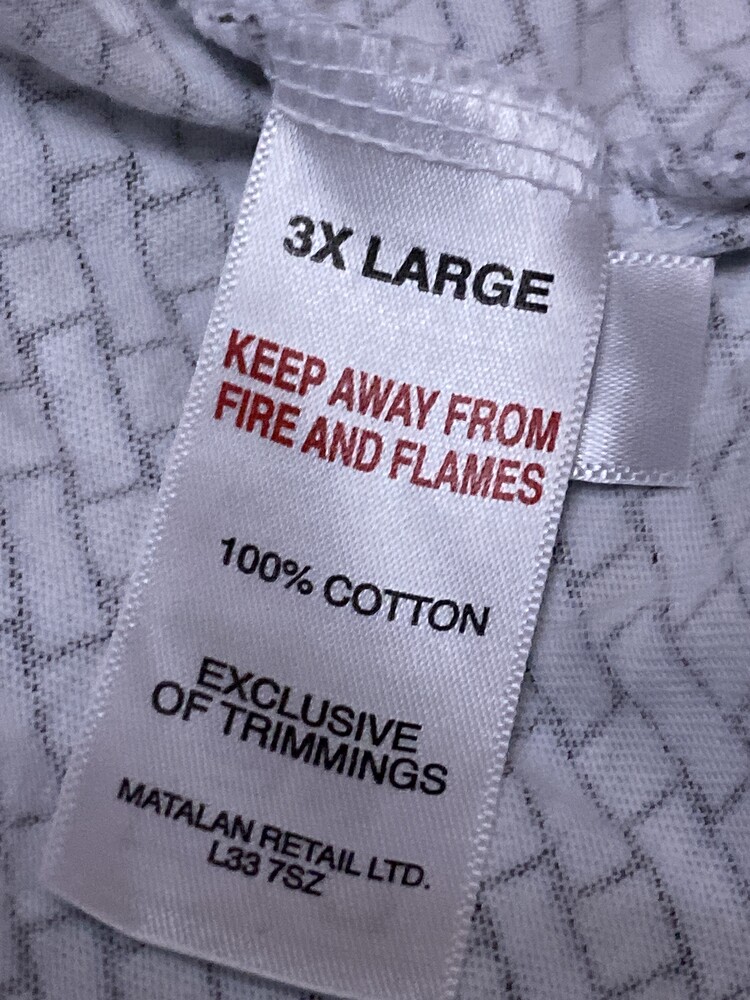 3X LARGE
KEEP AWAY FROM
FIRE AND FLAMES
100% COTTON
EXCLUSIVE
OF TRIMMINGS
MATALAN RETAIL LTD.
L33 7SZ